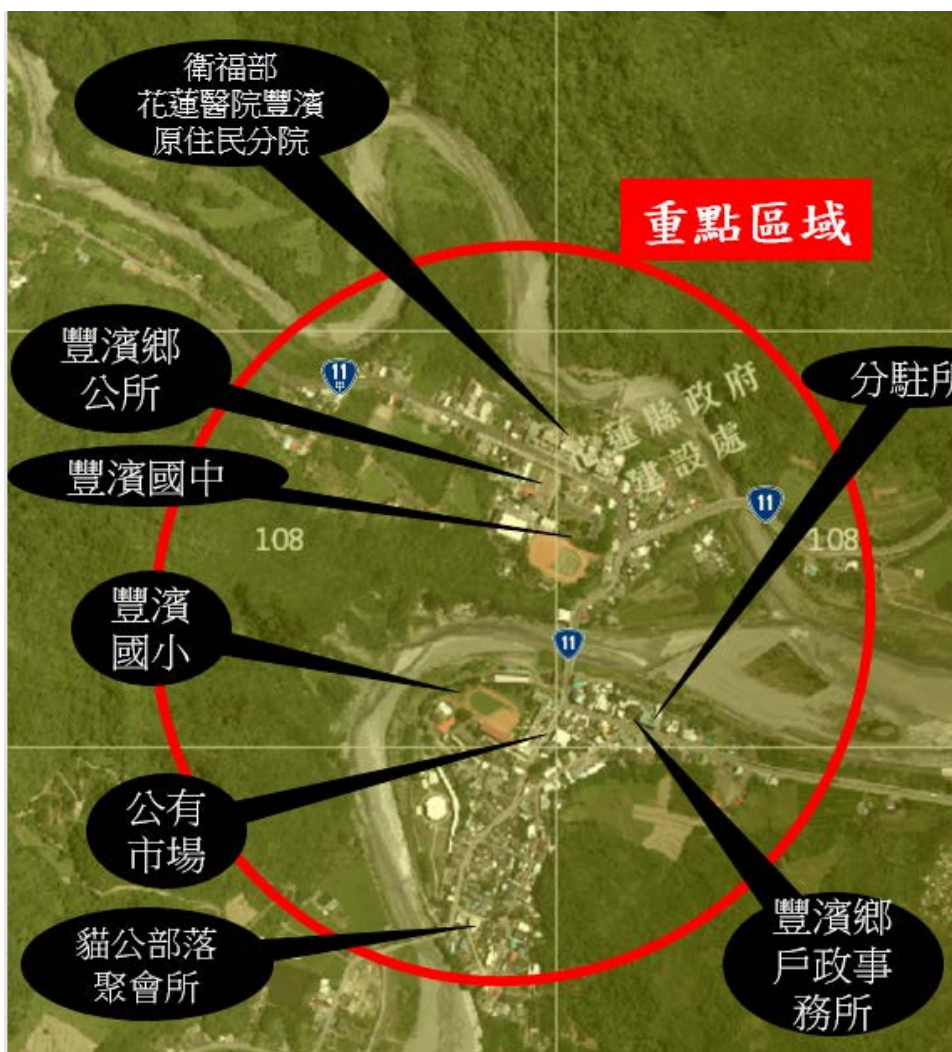 衛福部
花蓮醫院豐濱
原住民分院
重點區域
豐濱鄉
公所
11
甲
分駐所
花蓮縣政府
建設處
豐濱國中
11
108
108
豐濱
國小
11
公有
市場
豐濱鄉
戶政事
務所
貓公部落
聚會所